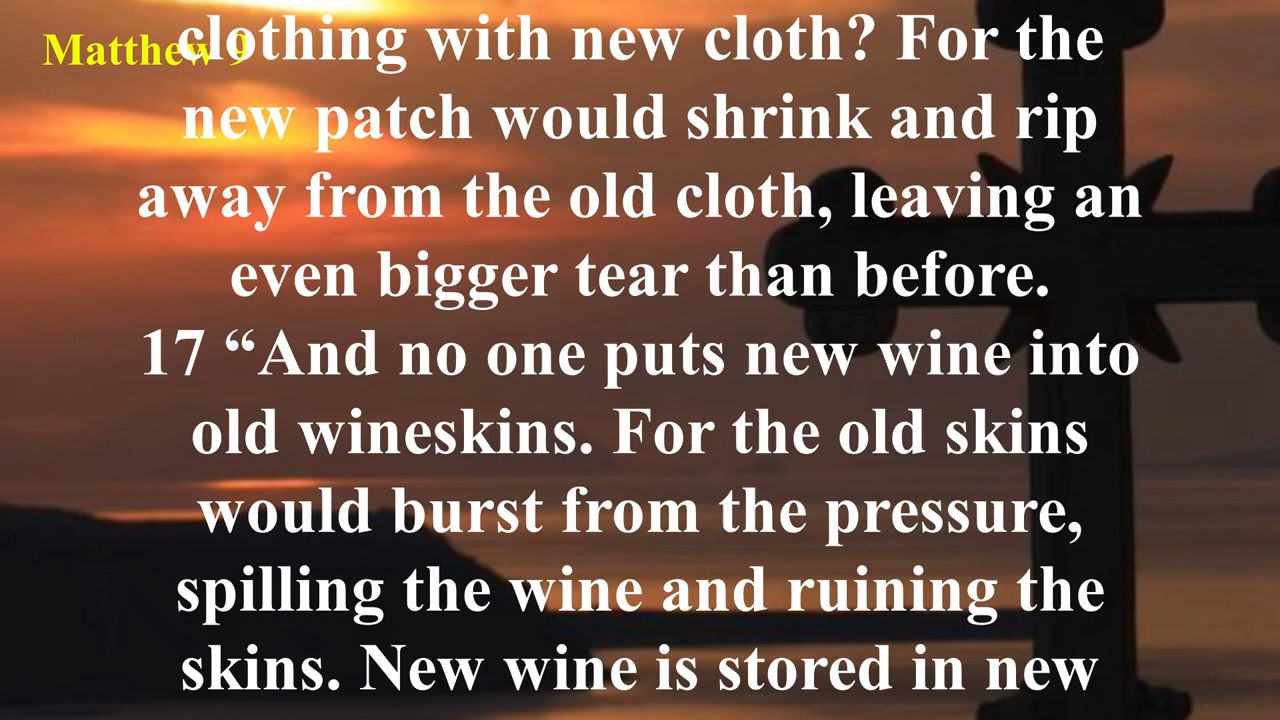 Matthew 9
clothing with new cloth? For the
new patch would shrink and rip
away from the old cloth, leaving an
even bigger tear than before.
17 “And no one puts new wine into
old wineskins. For the old skins
would burst from the pressure,
spilling the wine and ruining the
skins. New wine is stored in new